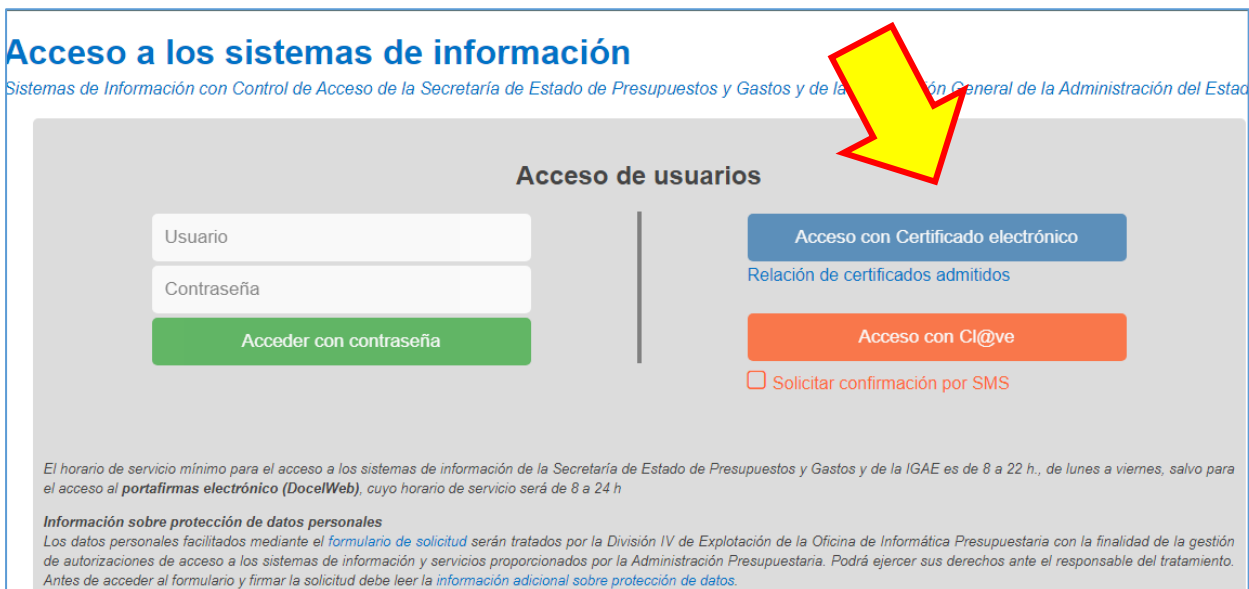 Acceso a los sistemas de información
Sistemas de Información con Control de Acceso de la Secretaría de Estado de Presupuestos y Gastos y de la ón General de la Administración del Estad
Acceso de usuarios
Usuario
Contraseña
Acceder con contraseña
Acceso con Certificado electrónico
Relación de certificados admitidos
Acceso con Cl@ve
Solicitar confirmación por SMS
El horario de servicio mínimo para el acceso a los sistemas de información de la Secretaría de Estado de Presupuestos y Gastos y de la IGAE es de 8 a 22 h., de lunes a viernes, salvo para
el acceso al portafirmas electrónico (DocelWeb), cuyo horario de servicio será de 8 a 24 h
Información sobre protección de datos personales
Los datos personales facilitados mediante el formulario de solicitud serán tratados por la División IV de Explotación de la Oficina de Informática Presupuestaria con la finalidad de la gestión
de autorizaciones de acceso a los sistemas de información y servicios proporcionados por la Administración Presupuestaria. Podrá ejercer sus derechos ante el responsable del tratamiento.
Antes de acceder al formulario y firmar la solicitud debe leer la información adicional sobre protección de datos.